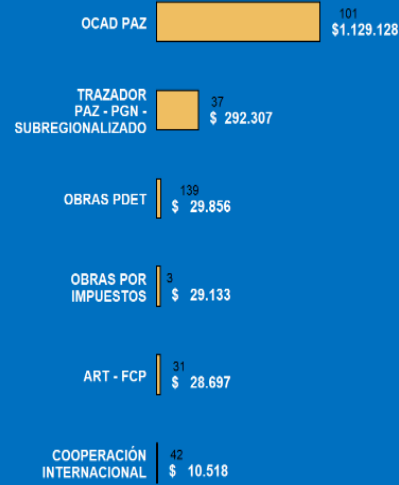 OCAD PAZ
101
$1.129.128
TRAZADOR
PAZ - PGN -
SUBREGIONALIZADO
37
$ 292.307
OBRAS PDET
139
$ 29.856
OBRAS POR
IMPUESTOS
3
$ 29.133
ART - FCP
31
$ 28.697
COOPERACIÓN
INTERNACIONAL
42
$ 10.518